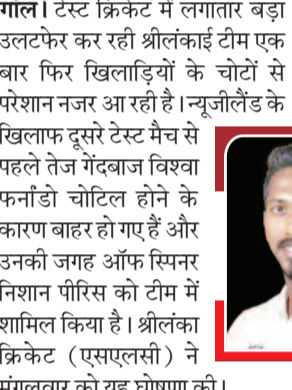 गॉल। टेस्ट क्रिकेट में लगातार बड़ा
उलटफेर कर रही श्रीलंकाई टीम एक
बार फिर खिलाड़ियों के चोटों से
परेशान नजर आ रही है। न्यूजीलैंड के
खिलाफ दूसरे टेस्ट मैच से
पहले तेज गेंदबाज विश्वा
फर्नांडो चोटिल होने के
कारण बाहर हो गए हैं और
उनकी जगह ऑफ स्पिनर
निशान पीरिस को टीम में
शामिल किया है। श्रीलंका
क्रिकेट (एसएलसी) ने
मंगलवार को यह घोषणा की।